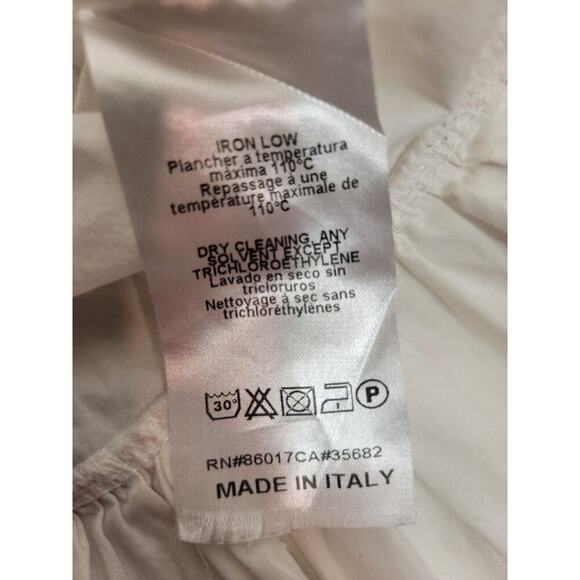 IRON LOW
Plancher a temperatura
máxima 110°C
Repassage à une
température maximale de
110°C
DRY CLEANING, ANY
SOLVENT EXCEPT
TRICHLOROETHYLENE
Lavado en seco sin
tricloruros
Nettoyage à sec sans
trichloréthylènes
30° P
RN#86017CA#35682
MADE IN ITALY